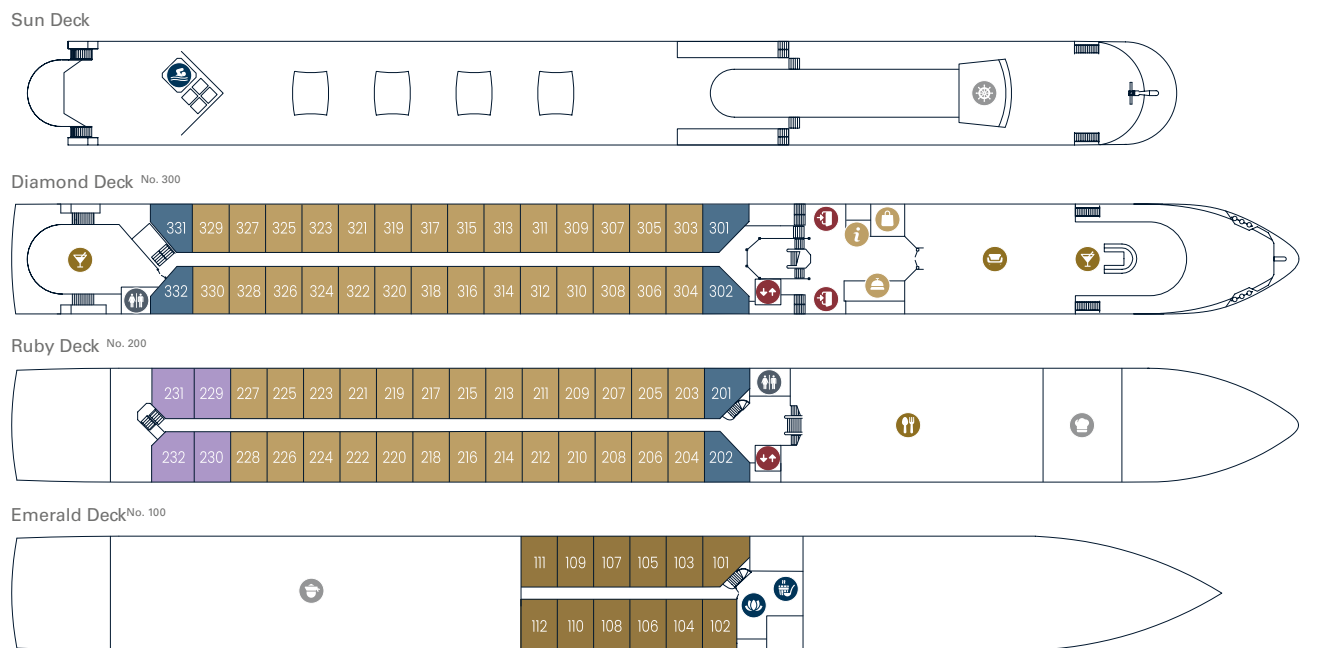 Sun Deck
Diamond Deck No. 300
331 329 327 325 323 321 319 317 315 313 311 309 307 305 303 301
i
332 330 328 326 324 322 320 318 316 314 312 310 308 306 304 302
Ruby Deck No. 200
231 229 227 225 223 221 219 217 215 213 211 209 207 205 203 201
232 230 228 226 224 222 220 218 216 214 212 210 208 206 204 202
Emerald Deck No. 100
111 109 107 105 103 101
112 110 108 106 104 102